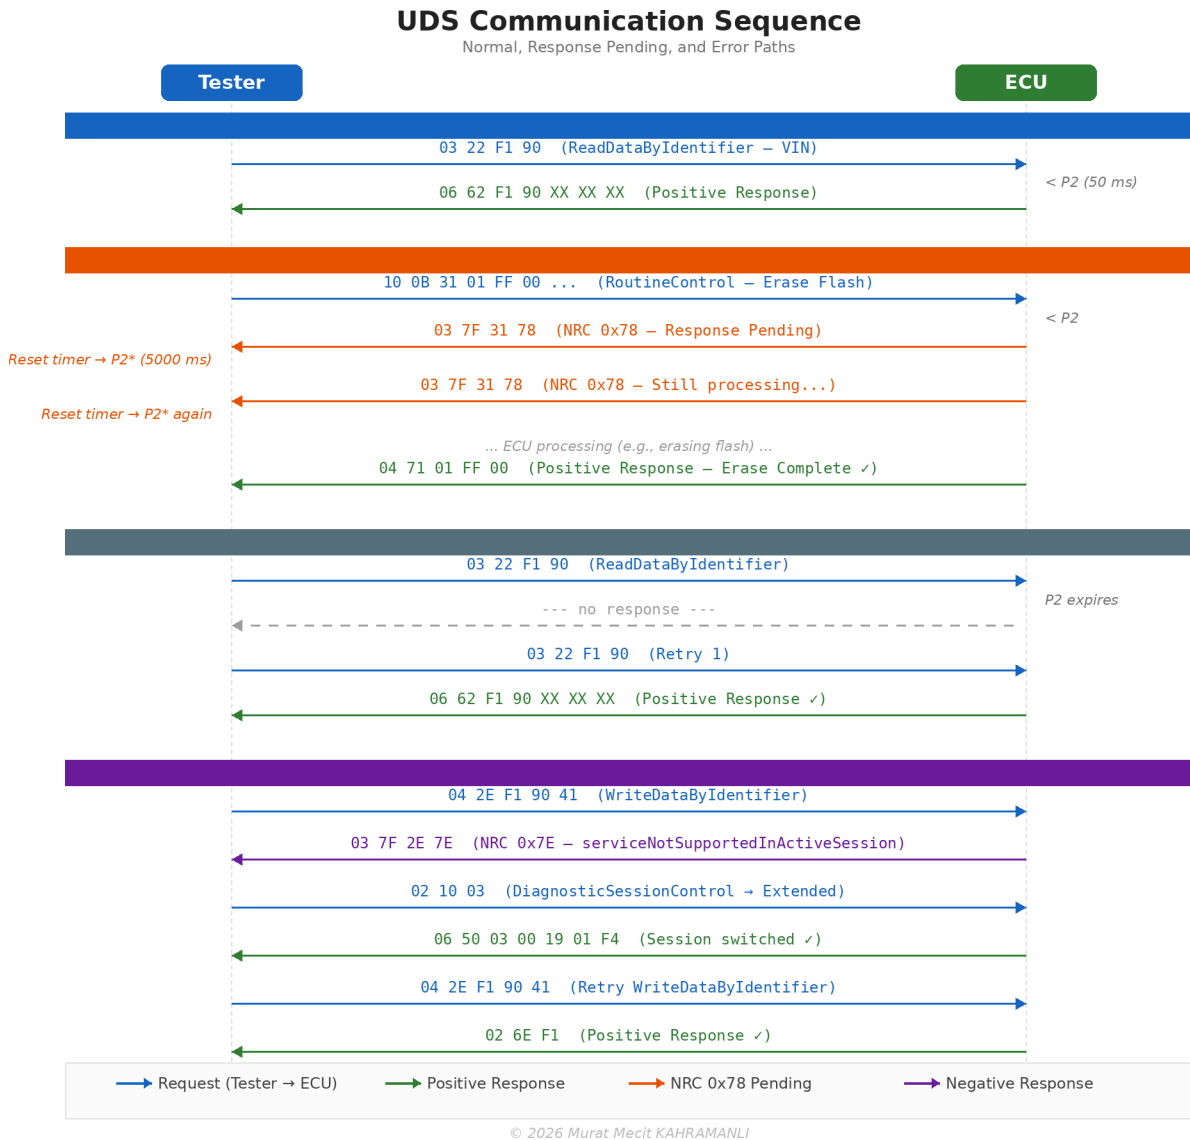 UDS Communication Sequence
Normal, Response Pending, and Error Paths
Tester
ECU
03 22 F1 90 (ReadDataByIdentifier — VIN)
< P2 (50 ms)
06 62 F1 90 XX XX XX (Positive Response)
10 0B 31 01 FF 00 ... (RoutineControl — Erase Flash)
< P2
03 7F 31 78 (NRC 0x78 — Response Pending)
Reset timer → P2* (5000 ms)
03 7F 31 78 (NRC 0x78 — Still processing...)
Reset timer → P2* again
... ECU processing (e.g., erasing flash) ...
04 71 01 FF 00 (Positive Response — Erase Complete ✓)
03 22 F1 90 (ReadDataByIdentifier)
P2 expires
--- no response ---
03 22 F1 90 (Retry 1)
06 62 F1 90 XX XX XX (Positive Response ✓)
04 2E F1 90 41 (WriteDataByIdentifier)
03 7F 2E 7E (NRC 0x7E — serviceNotSupportedInActiveSession)
02 10 03 (DiagnosticSessionControl → Extended)
06 50 03 00 19 01 F4 (Session switched ✓)
04 2E F1 90 41 (Retry WriteDataByIdentifier)
02 6E F1 (Positive Response ✓)
Request (Tester → ECU)
Positive Response
NRC 0x78 Pending
Negative Response
© 2026 Murat Mecit KAHRAMANLI